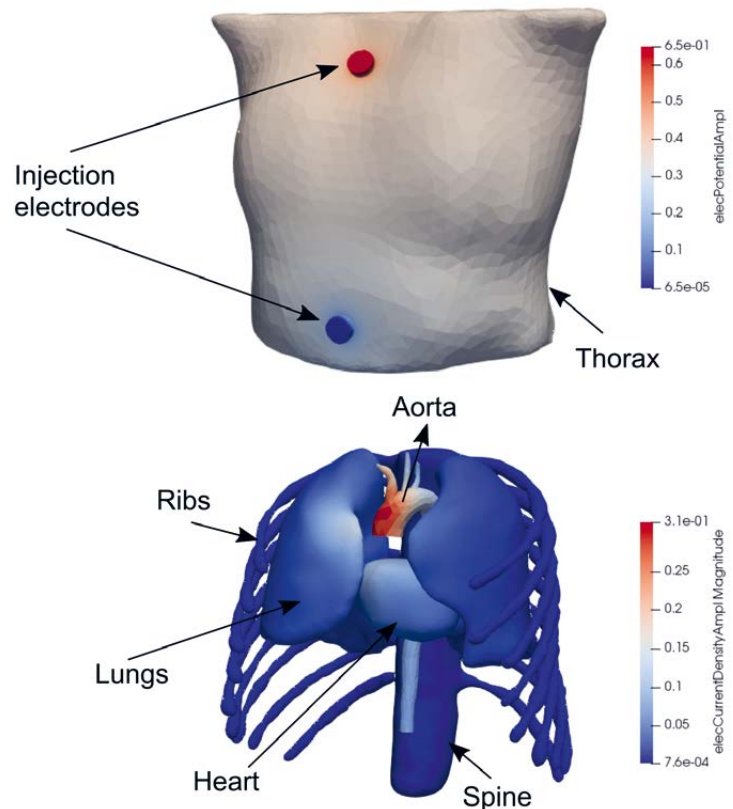 6.5e-01
0.6
0.5
0.4
0.3
0.2
0.1
6.5e-05
elecPotentialAmpl
Injection
electrodes
Thorax
Aorta
Ribs
Lungs
Heart
Spine
3.1e-01
0.25
0.2
0.15
0.1
0.05
7.6e-04
elecCurrentDensityAmpl Magnitude